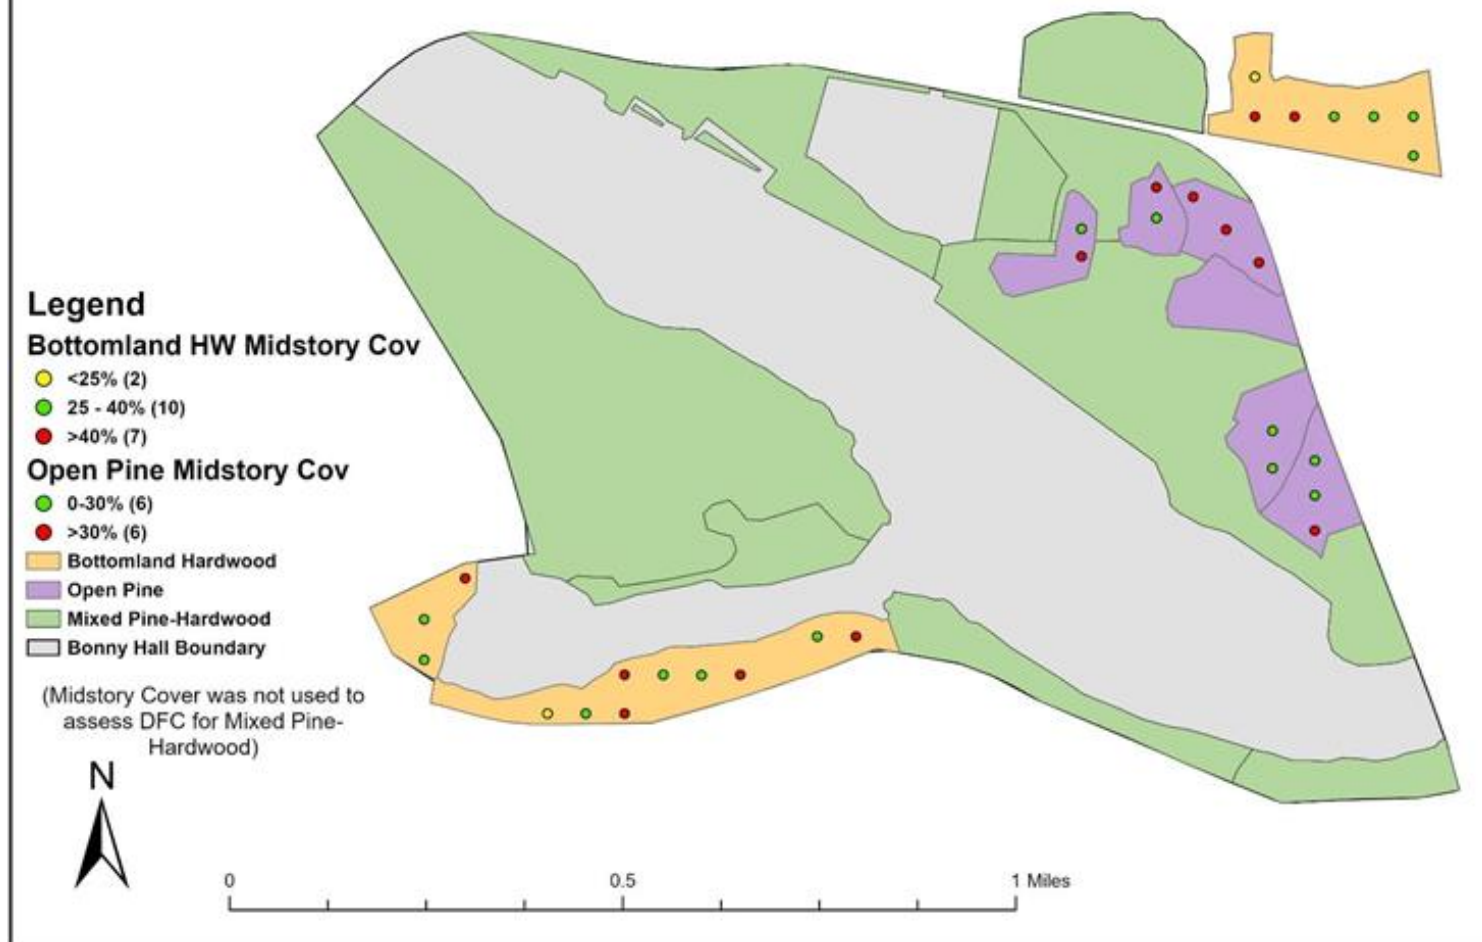 Legend
Bottomland HW Midstory Cov
<25% (2)
25 - 40% (10)
>40% (7)
Open Pine Midstory Cov
0-30% (6)
>30% (6)
Bottomland Hardwood
Open Pine
Mixed Pine-Hardwood
Bonny Hall Boundary
(Midstory Cover was not used to
assess DFC for Mixed Pine-
Hardwood)
N
0 0.5 1 Miles